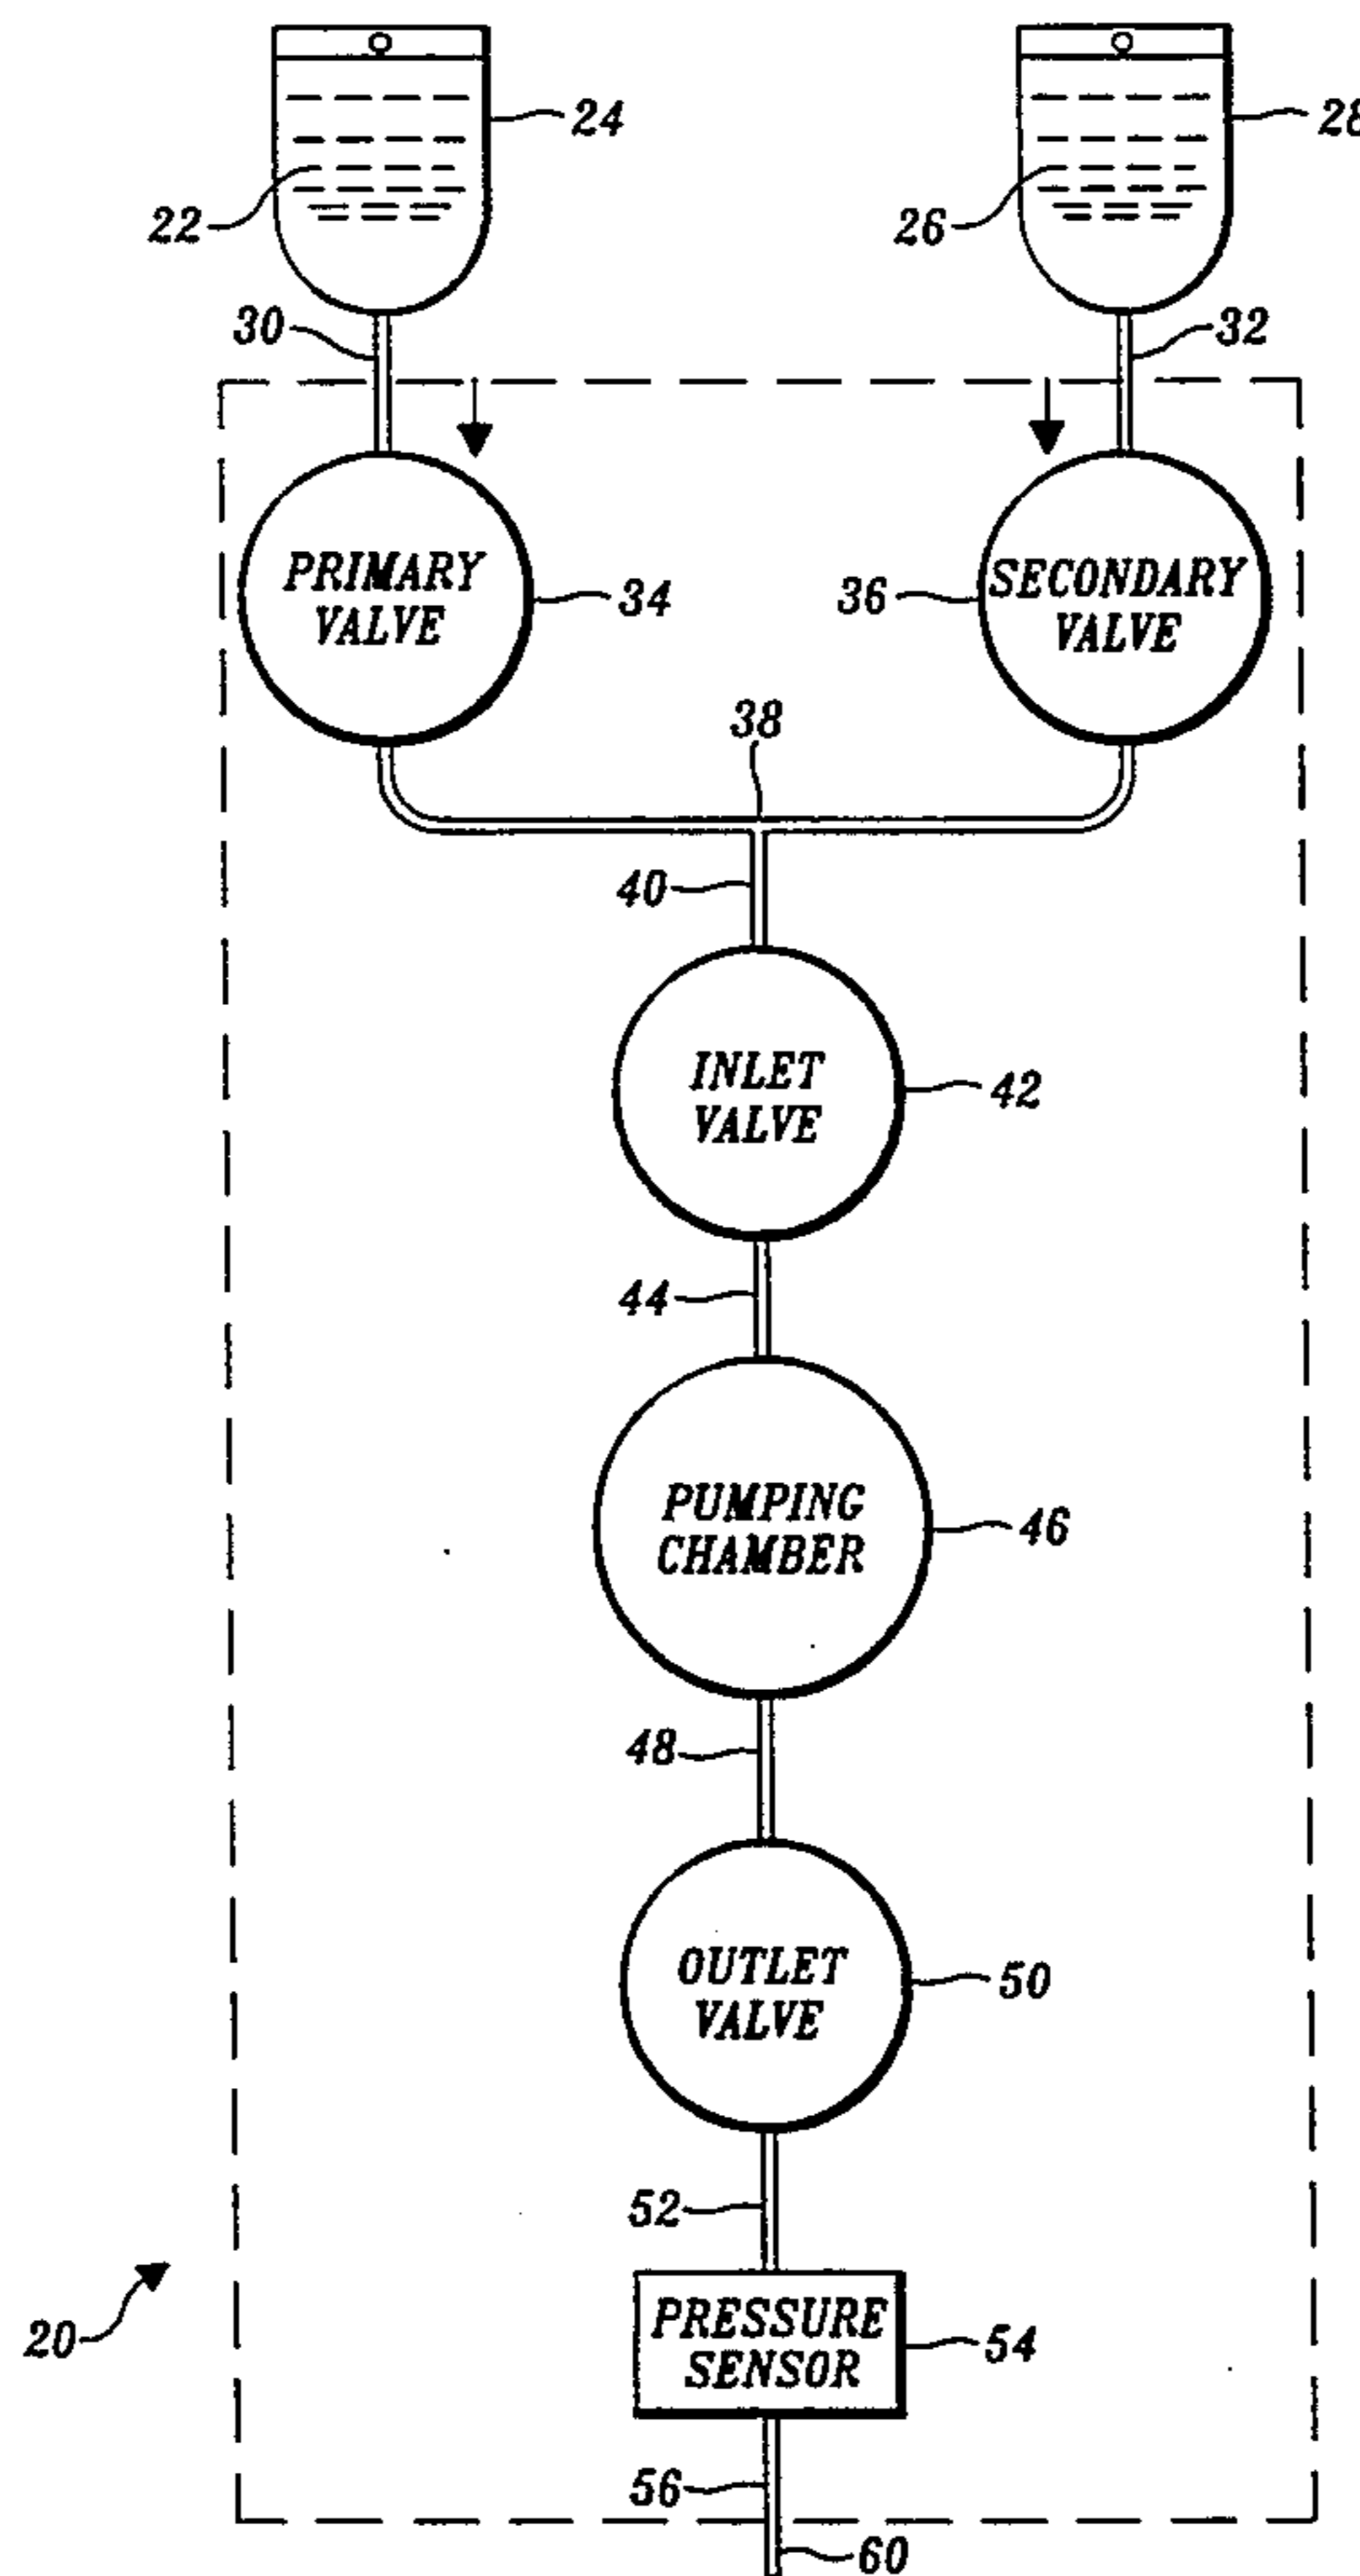 24
28
22
26
30
32
PRIMARY
VALVE
34
36
SECONDARY
VALVE
38
40
INLET
VALVE
42
44
PUMPING
CHAMBER
46
48
OUTLET
VALVE
50
52
20
PRESSURE
SENSOR
54
56
60